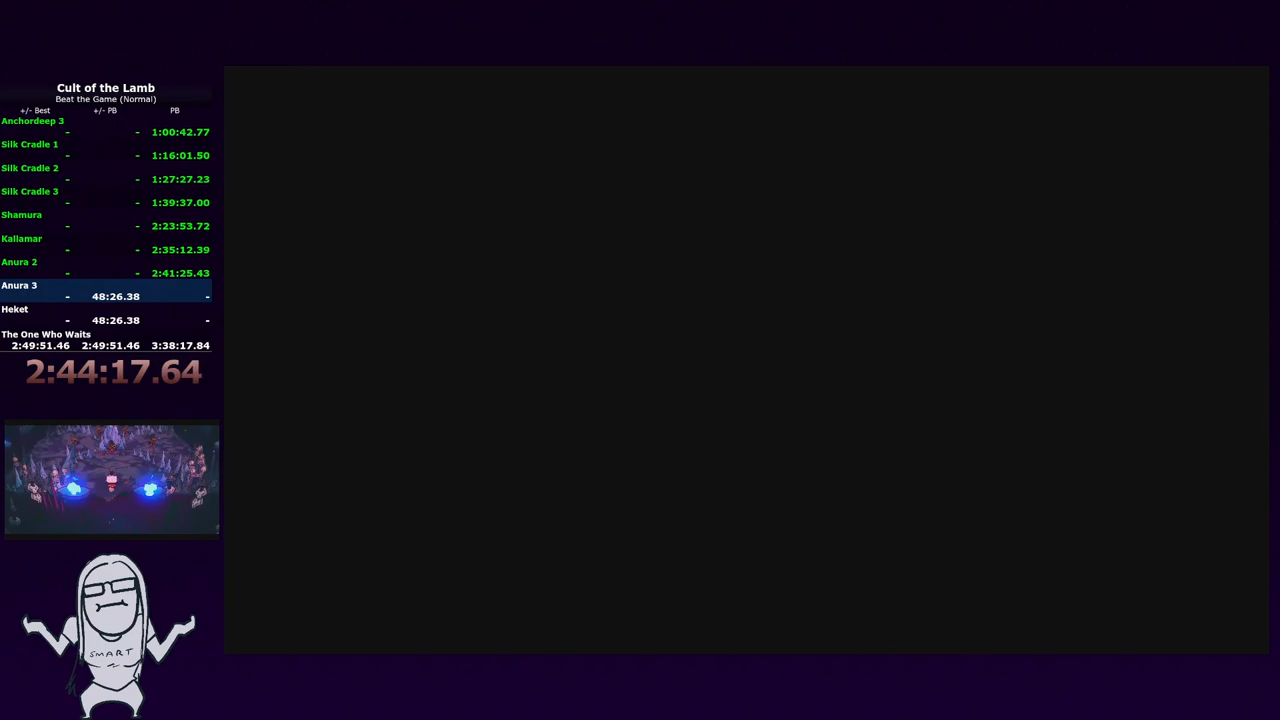 Cult of the Lamb
Beat the Game (Normal)
+/- Best +/- PB PB
Anchordeep 3
- - 1:00:42.77
Silk Cradle 1
- - 1:16:01.50
Silk Cradle 2
- - 1:27:27.23
Silk Cradle 3
- - 1:39:37.00
Shamura
- - 2:23:53.72
Kallamar
- - 2:35:12.39
Anura 2
- - 2:41:25.43
Anura 3
- 48:26.38 -
Heket
- 48:26.38 -
The One Who Waits
2:49:51.46 2:49:51.46 3:38:17.84
2:44:17.64
SMART